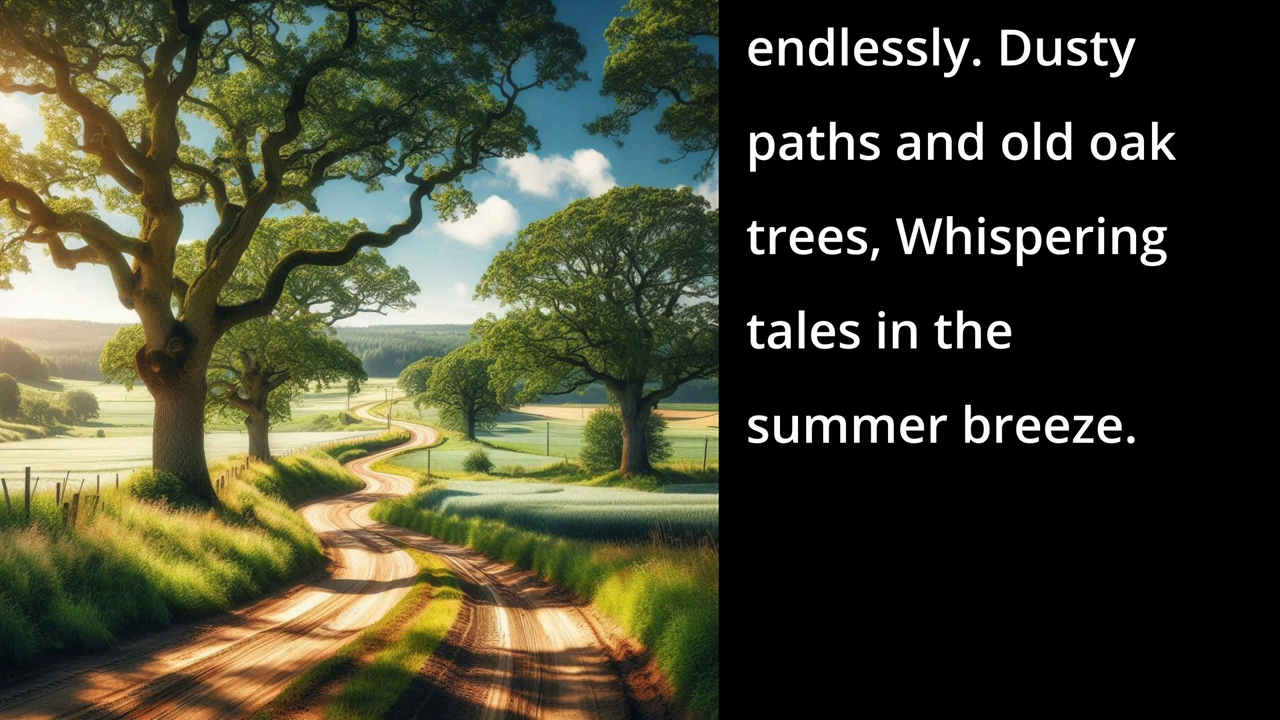 endlessly. Dusty
paths and old oak
trees, Whispering
tales in the
summer breeze.